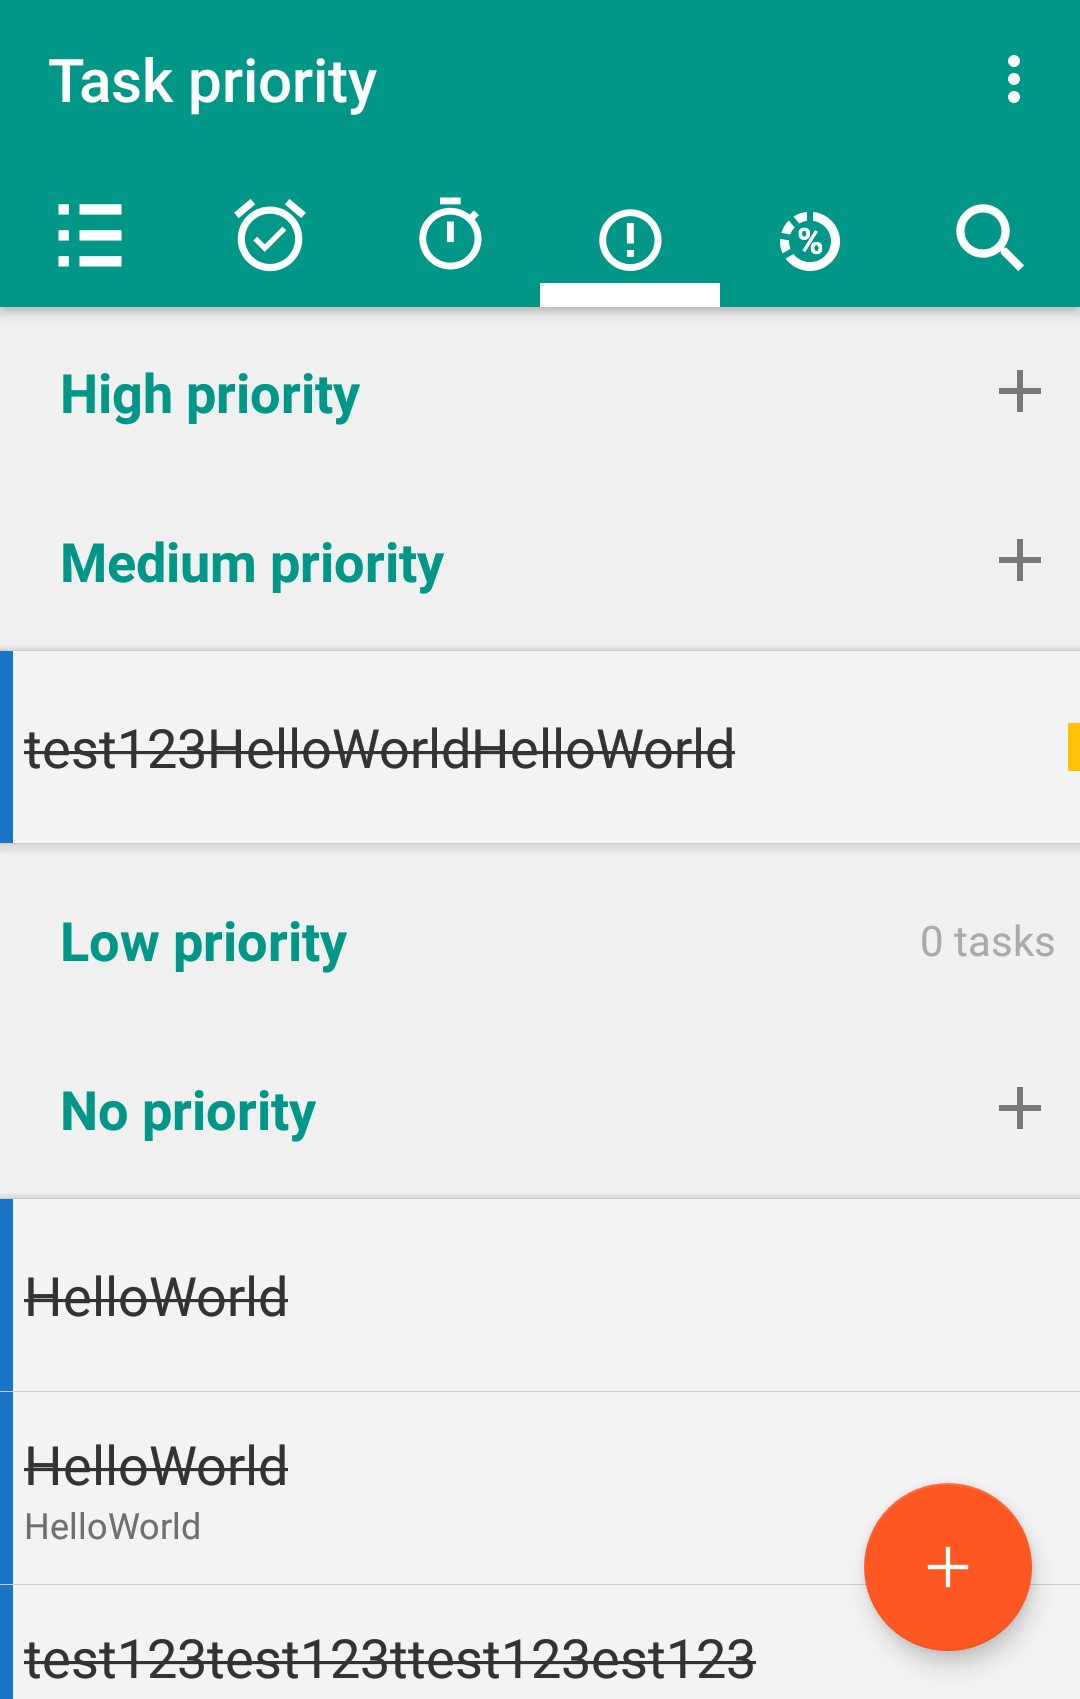 Task priority
%
High priority
Medium priority
test123HelloWorldHelloWorld
Low priority
0 tasks
No priority
HelloWorld
HelloWorld
HelloWorld
test123test123ttest123est123